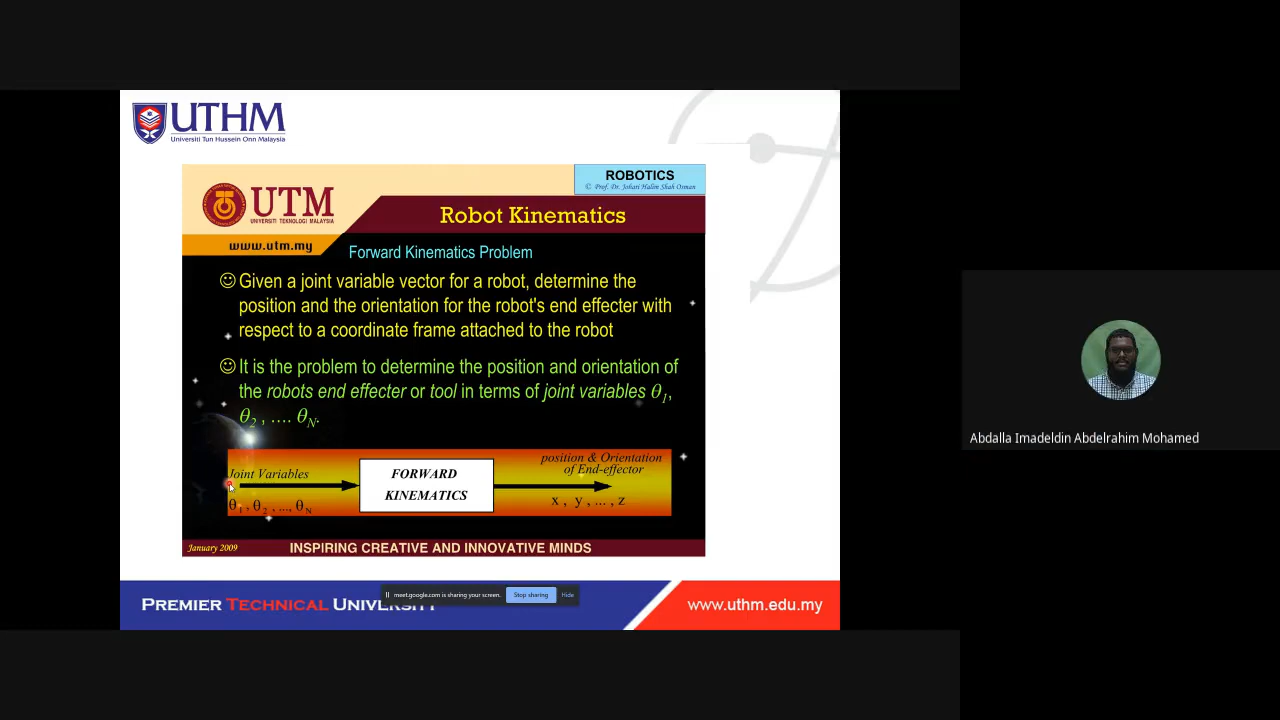 UTHM
Universiti Tun Hussein Onn Malaysia
ROBOTICS
© Prof. Dr. Johari Halim Shah Osman
UTM
UNIVERSITI TEKNOLOGI MALAYSIA
Robot Kinematics
www.utm.my
Forward Kinematics Problem
Given a joint variable vector for a robot, determine the
position and the orientation for the robot's end effecter with
respect to a coordinate frame attached to the robot
It is the problem to determine the position and orientation of
the robots end effecter or tool in terms of joint variables θ1,
θ2 , .... θN.
Joint Variables
θ1 , θ2 , ..., θN
FORWARD
KINEMATICS
position & Orientation
of End-effector
x , y , ... , z
January 2009
INSPIRING CREATIVE AND INNOVATIVE MINDS
PREMIER TECHNICAL UNIVERSITY
meet.google.com is sharing your screen.
Stop sharing
Hide
www.uthm.edu.my
Abdalla Imadeldin Abdelrahim Mohamed